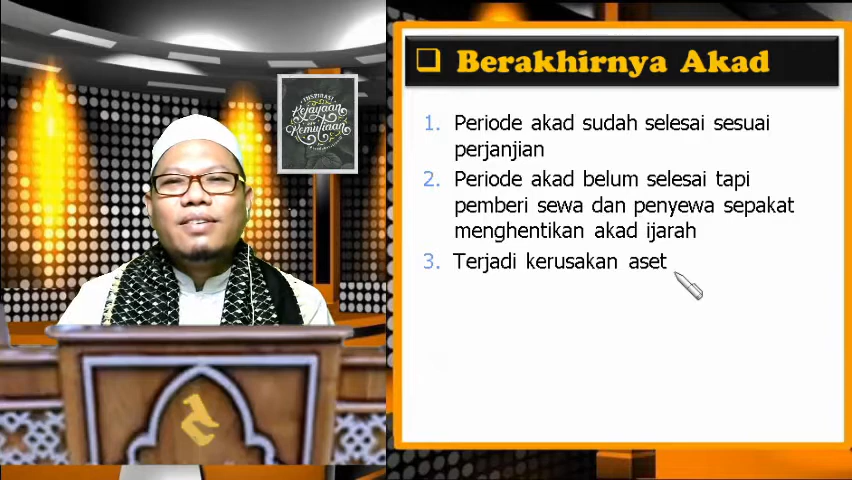 INSPIRASI
Kejayaan
Kemuliaan
Berakhirnya Akad
1. Periode akad sudah selesai sesuai
perjanjian
2. Periode akad belum selesai tapi
pemberi sewa dan penyewa sepakat
menghentikan akad ijarah
3. Terjadi kerusakan aset